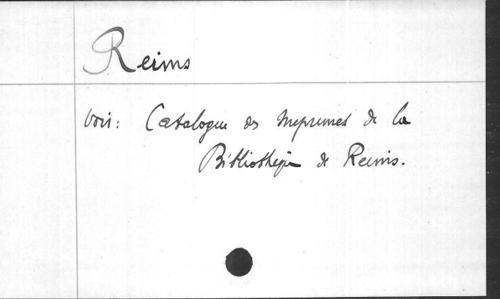 Reims
voir: Catalogue des Imprimés de la
Bibliothèque de Reims.